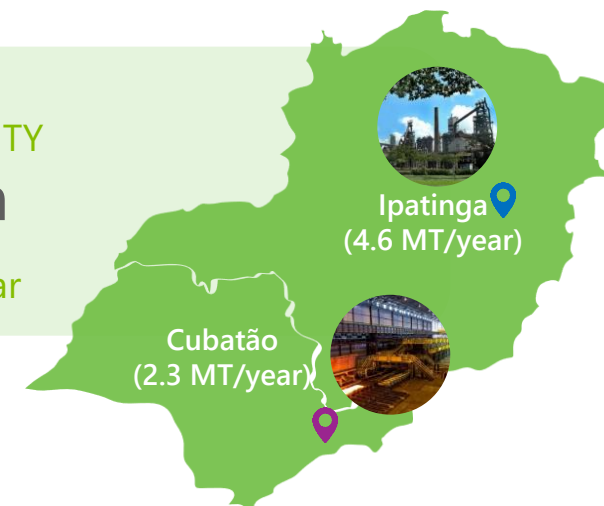 TY
ar
Ipatinga
(4.6 MT/year)
Cubatão
(2.3 MT/year)